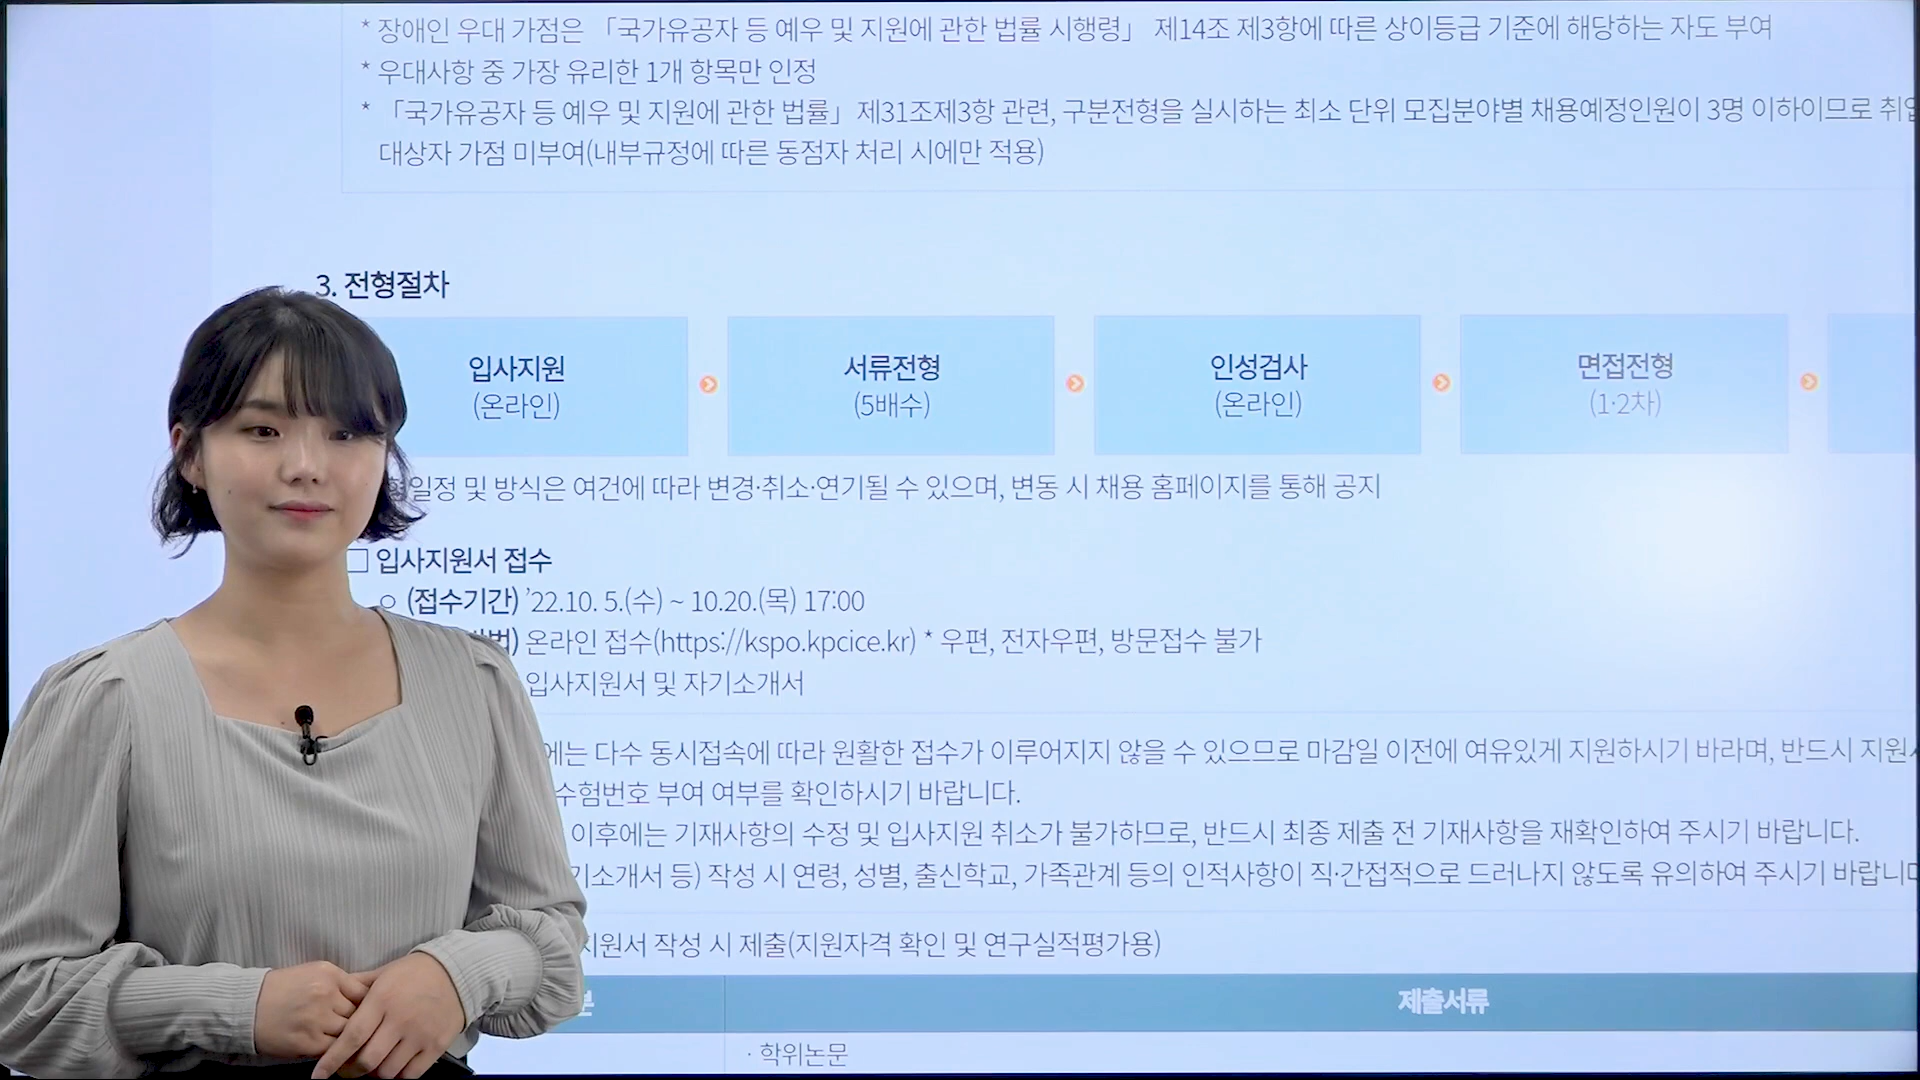 * 장애인 우대 가점은 「국가유공자 등 예우 및 지원에 관한 법률 시행령」 제14조 제3항에 따른 상이등급 기준에 해당하는 자도 부여
* 우대사항 중 가장 유리한 1개 항목만 인정
* 「국가유공자 등 예우 및 지원에 관한 법률」제31조제3항 관련, 구분전형을 실시하는 최소 단위 모집분야별 채용예정인원이 3명 이하이므로
대상자 가점 미부여(내부규정에 따른 동점자 처리 시에만 적용)
3. 전형절차
입사지원
(온라인)
서류전형
(5배수)
인성검사
(온라인)
면접전형
(1·2차)
일정 및 방식은 여건에 따라 변경·취소·연기될 수 있으며, 변동 시 채용 홈페이지를 통해 공지
□ 입사지원서 접수
○ (접수기간) ’22.10. 5.(수) ~ 10.20.(목) 17:00
온라인 접수(https://kspo.kpcice.kr) * 우편, 전자우편, 방문접수 불가
입사지원서 및 자기소개서
에는 다수 동시접속에 따라 원활한 접수가 이루어지지 않을 수 있으므로 마감일 이전에 여유있게 지원하시기 바라며, 반드시
수험번호 부여 여부를 확인하시기 바랍니다.
이후에는 기재사항의 수정 및 입사지원 취소가 불가하므로, 반드시 최종 제출 전 기재사항을 재확인하여 주시기 바랍니다.
기소개서 등) 작성 시 연령, 성별, 출신학교, 가족관계 등의 인적사항이 직·간접적으로 드러나지 않도록 유의하여 주시기
지원서 작성 시 제출(지원자격 확인 및 연구실적평가용)
제출서류
· 학위논문